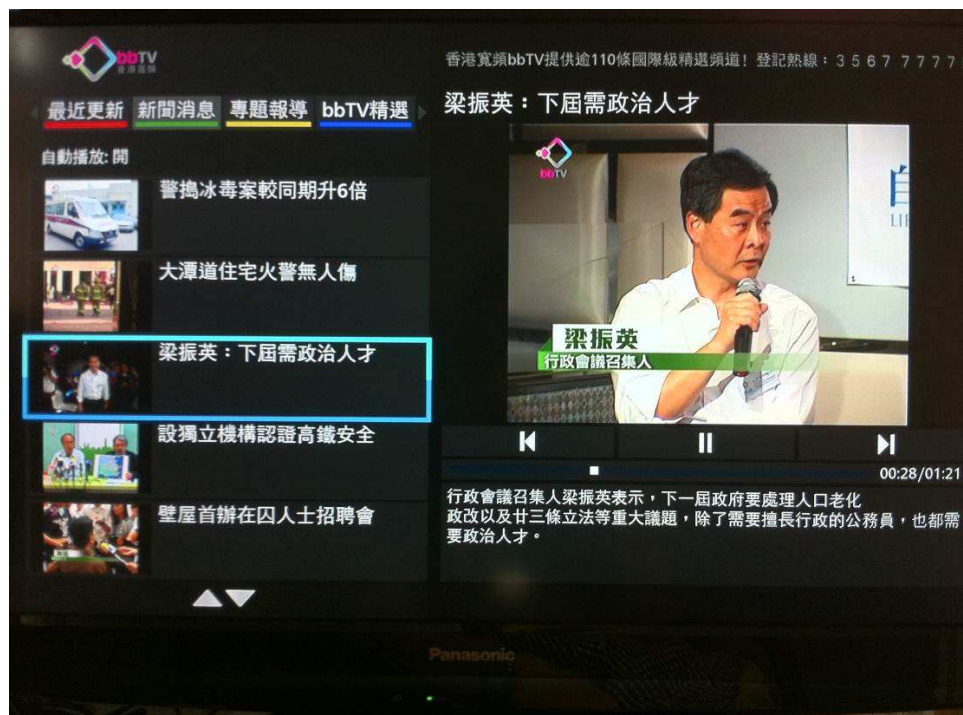 bbTV
香港寬頻
香港寬頻bbTV提供逾110條國際級精選頻道！登記熱線：3567 7777
最近更新 新聞消息 專題報導 bbTV精選
自動播放: 開
警搗冰毒案較同期升6倍
大潭道住宅火警無人傷
梁振英：下屆需政治人才
設獨立機構認證高鐵安全
壁屋首辦在囚人士招聘會
梁振英：下屆需政治人才
bbTV
梁振英
行政會議召集人
00:28/01:21
行政會議召集人梁振英表示，下一屆政府要處理人口老化
政改以及廿三條立法等重大議題，除了需要擅長行政的公務員，也都需
要政治人才。
Panasonic